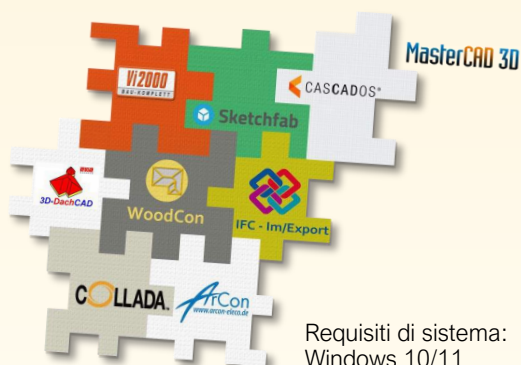 MasterCAD 3D
Vi2000
BAU-KOMPLETT
Sketchfab
CASCADOS®
3D-DachCAD
WoodCon
IFC - Im/Export
COLLADA™
ArCon
www.arcon-eleco.de
Requisiti di sistema:
Windows 10/11